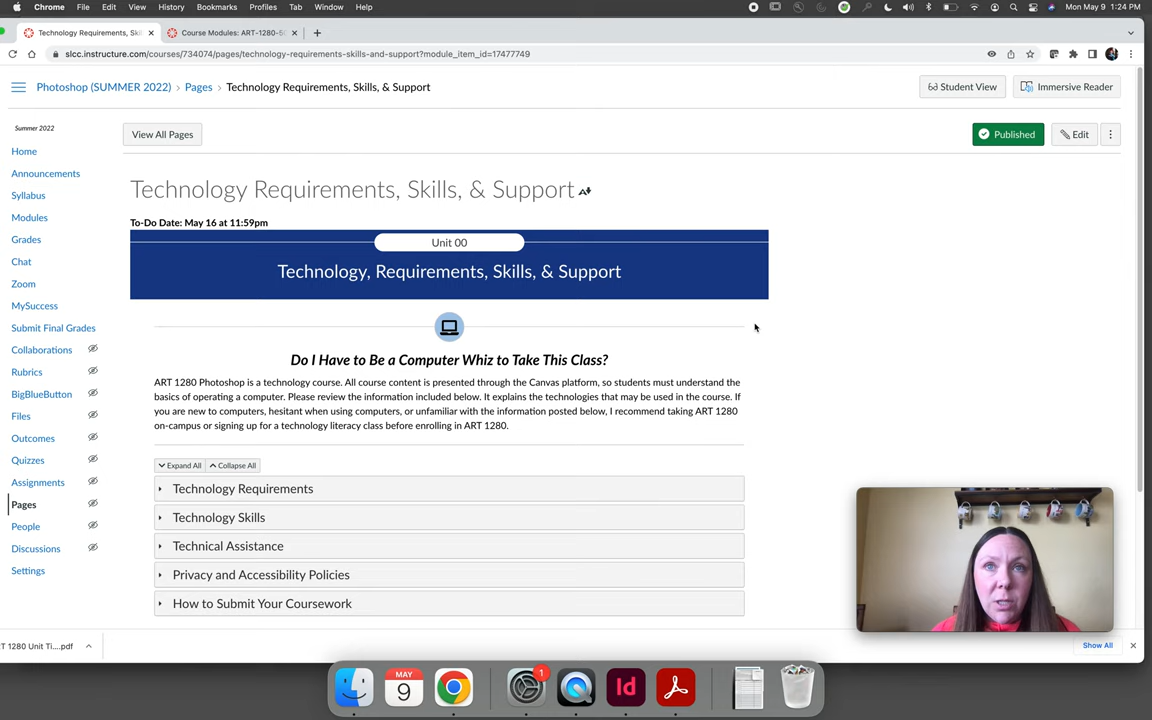 Chrome File Edit View History Bookmarks Profiles Tab Window Help Mon May 9 1:24 PM
Technology Requirements, Ski × Course Modules: ART-1280-50 × +
slcc.instructure.com/courses/734074/pages/technology-requirements-skills-and-support?module_item_id=17477749
Photoshop (SUMMER 2022) › Pages › Technology Requirements, Skills, & Support
Student View
Immersive Reader
Summer 2022
View All Pages
Published
Edit
Home
Announcements
Syllabus
Modules
Grades
Chat
Zoom
MySuccess
Submit Final Grades
Collaborations
Rubrics
BigBlueButton
Files
Outcomes
Quizzes
Assignments
Pages
People
Discussions
Settings
Technology Requirements, Skills, & Support
To-Do Date: May 16 at 11:59pm
Unit 00
Technology, Requirements, Skills, & Support
Do I Have to Be a Computer Whiz to Take This Class?
ART 1280 Photoshop is a technology course. All course content is presented through the Canvas platform, so students must understand the
basics of operating a computer. Please review the information included below. It explains the technologies that may be used in the course. If
you are new to computers, hesitant when using computers, or unfamiliar with the information posted below, I recommend taking ART 1280
on-campus or signing up for a technology literacy class before enrolling in ART 1280.
Expand All Collapse All
Technology Requirements
Technology Skills
Technical Assistance
Privacy and Accessibility Policies
How to Submit Your Coursework
T 1280 Unit Ti....pdf
Show All
MAY
9
1
Id